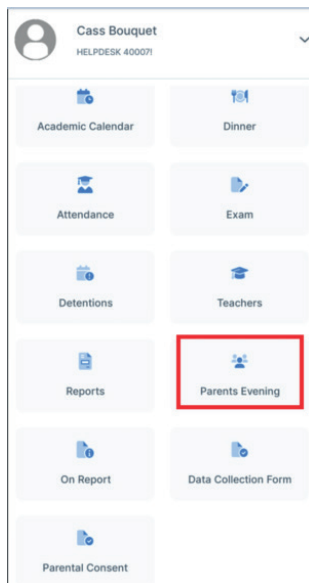 Cass Bouquet
HELPDESK 40007!
Academic Calendar
Dinner
Attendance
Exam
Detentions
Teachers
Reports
Parents Evening
On Report
Data Collection Form
Parental Consent